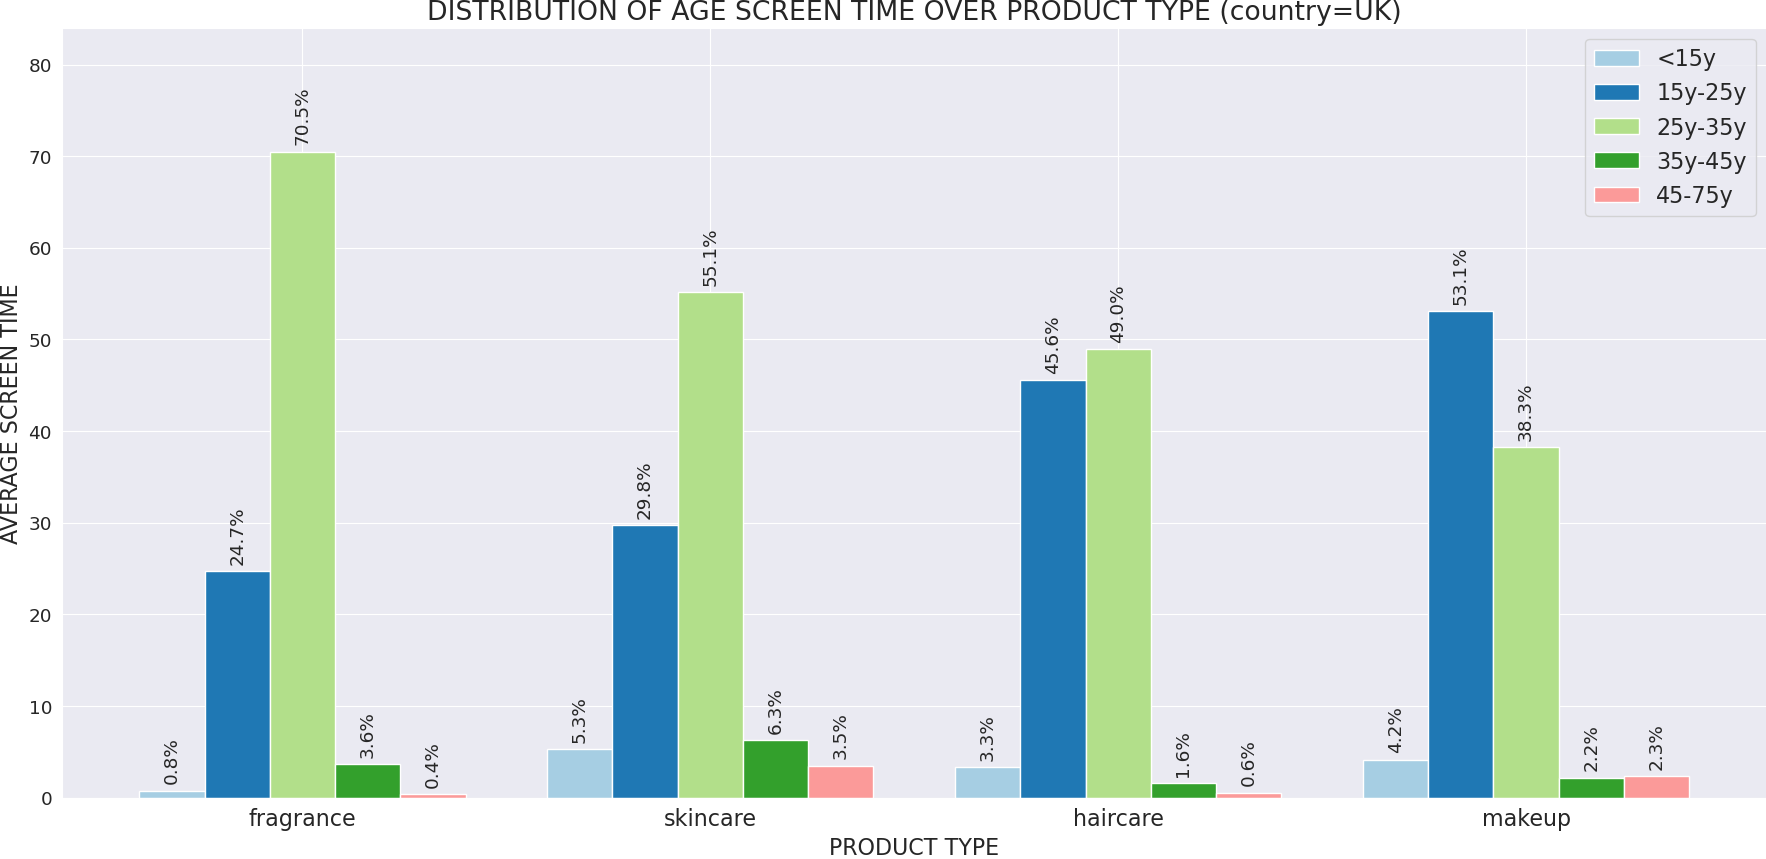 DISTRIBUTION OF AGE SCREEN TIME OVER PRODUCT TYPE (country=UK)
<15y
15y-25y
25y-35y
35y-45y
45-75y
AVERAGE SCREEN TIME
80
70
60
50
40
30
20
10
0
0.8%
24.7%
70.5%
3.6%
0.4%
5.3%
29.8%
55.1%
6.3%
3.5%
3.3%
45.6%
49.0%
1.6%
0.6%
4.2%
53.1%
38.3%
2.2%
2.3%
fragrance
skincare
haircare
makeup
PRODUCT TYPE